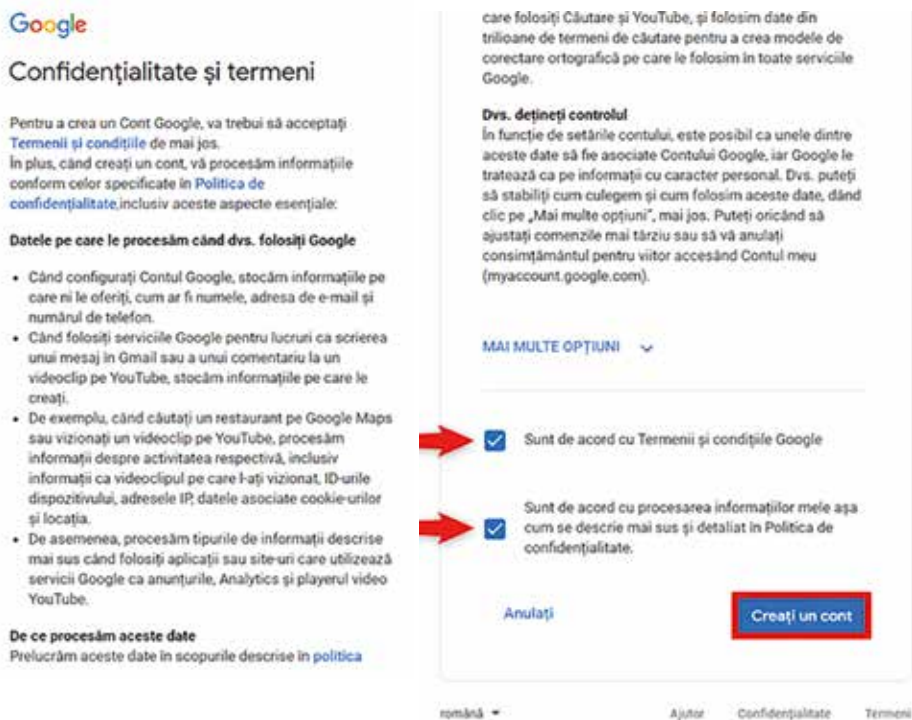 Google
Confidențialitate și termeni
Pentru a crea un Cont Google, va trebui să acceptați
Termenii și condițiile de mai jos.
În plus, când creați un cont, vă procesăm informațiile
conform celor specificate în Politica de
confidențialitate,inclusiv aceste aspecte esențiale:
Datele pe care le procesăm când dvs. folosiți Google
• Când configurați Contul Google, stocăm informațiile pe
care ni le oferiți, cum ar fi numele, adresa de e-mail și
numărul de telefon.
• Când folosiți serviciile Google pentru lucruri ca scrierea
unui mesaj în Gmail sau a unui comentariu la un
videoclip pe YouTube, stocăm informațiile pe care le
creați.
• De exemplu, când căutați un restaurant pe Google Maps
sau vizionați un videoclip pe YouTube, procesăm
informații despre activitatea respectivă, inclusiv
informații ca videoclipul pe care l-ați vizionat, ID-urile
dispozitivului, adresele IP, datele asociate cookie-urilor
și locația.
• De asemenea, procesăm tipurile de informații descrise
mai sus când folosiți aplicații sau site-uri care utilizează
servicii Google ca anunțurile, Analytics și playerul video
YouTube.
De ce procesăm aceste date
Prelucrăm aceste date în scopurile descrise în politica
care folosiți Căutare și YouTube, și folosim date din
trilioane de termeni de căutare pentru a crea modele de
corectare ortografică pe care le folosim în toate serviciile
Google.
Dvs. dețineți controlul
În funcție de setările contului, este posibil ca unele dintre
aceste date să fie asociate Contului Google, iar Google le
tratează ca pe informații cu caracter personal. Dvs. puteți
să stabiliți cum culegem și cum folosim aceste date, dând
clic pe „Mai multe opțiuni”, mai jos. Puteți oricând să
ajustați comenzile mai târziu sau să vă anulați
consimțământul pentru viitor accesând Contul meu
(myaccount.google.com).
MAI MULTE OPȚIUNI
Sunt de acord cu Termenii și condițiile Google
Sunt de acord cu procesarea informațiilor mele așa
cum se descrie mai sus și detaliat în Politica de
confidențialitate.
Anulați
Creați un cont
română
Ajutor
Confidențialitate
Termeni